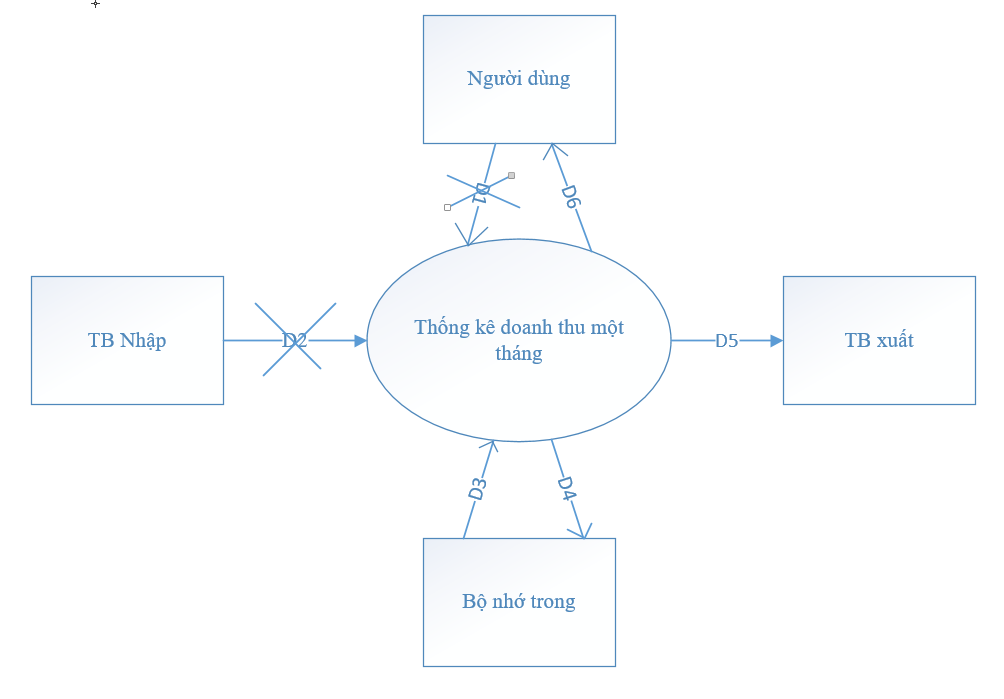 Người dùng
D1
D6
TB Nhập
D2
Thống kê doanh thu một
tháng
D5
TB xuất
D3
D4
Bộ nhớ trong